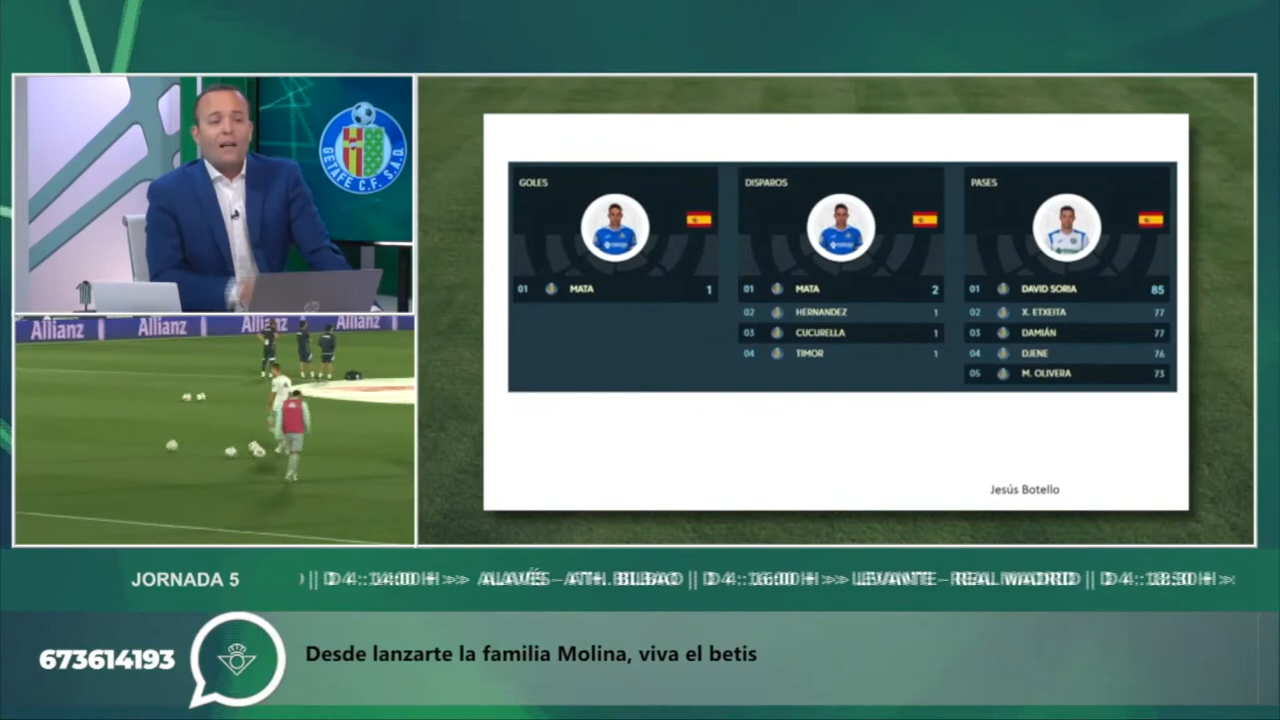 GETAFE C.F. S.A.D.
Allianz Allianz Allianz Allianz
GOLES
01 MATA 1
DISPAROS
01 MATA 2
02 HERNANDEZ 1
03 CUCURELLA 1
04 TIMOR 1
PASES
01 DAVID SORIA 85
02 X. ETXEITA 77
03 DAMIÁN 77
04 DJENE 76
05 M. OLIVERA 73
Jesús Botello
JORNADA 5
|| D 4 : 14:00 H >> ALAVÉS – ATH. BILBAO || D 4 : 16:00 H >> LEVANTE – REAL MADRID || D 4 : 18:30 H >>
673614193
Desde lanzarte la familia Molina, viva el betis